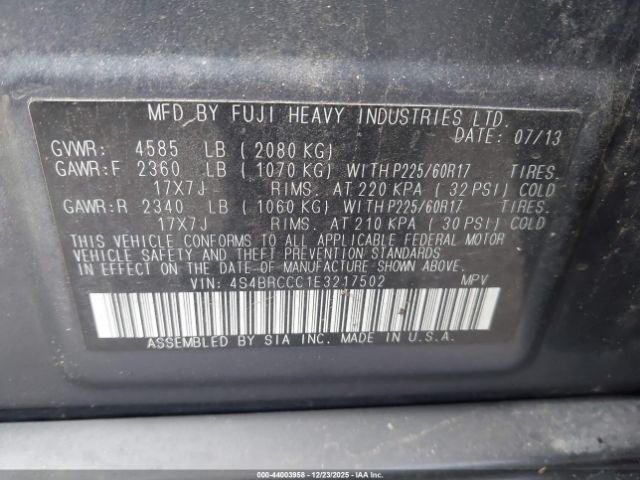 MFD BY FUJI HEAVY INDUSTRIES LTD.
DATE: 07/13
GVWR: 4585 LB (2080 KG)
GAWR:F 2360 LB (1070 KG) WITH P225/60R17 TIRES.
17X7J RIMS. AT 220 KPA (32 PSI) COLD
GAWR:R 2340 LB (1060 KG) WITH P225/60R17 TIRES.
17X7J RIMS. AT 210 KPA (30 PSI) COLD
THIS VEHICLE CONFORMS TO ALL APPLICABLE FEDERAL MOTOR
VEHICLE SAFETY AND THEFT PREVENTION STANDARDS
IN EFFECT ON THE DATE OF MANUFACTURE SHOWN ABOVE.
VIN: 4S4BRCCC1E3217502 MPV
ASSEMBLED BY SIA INC. MADE IN U.S.A.
000-44003958 - 12/23/2025 - IAAI.COM